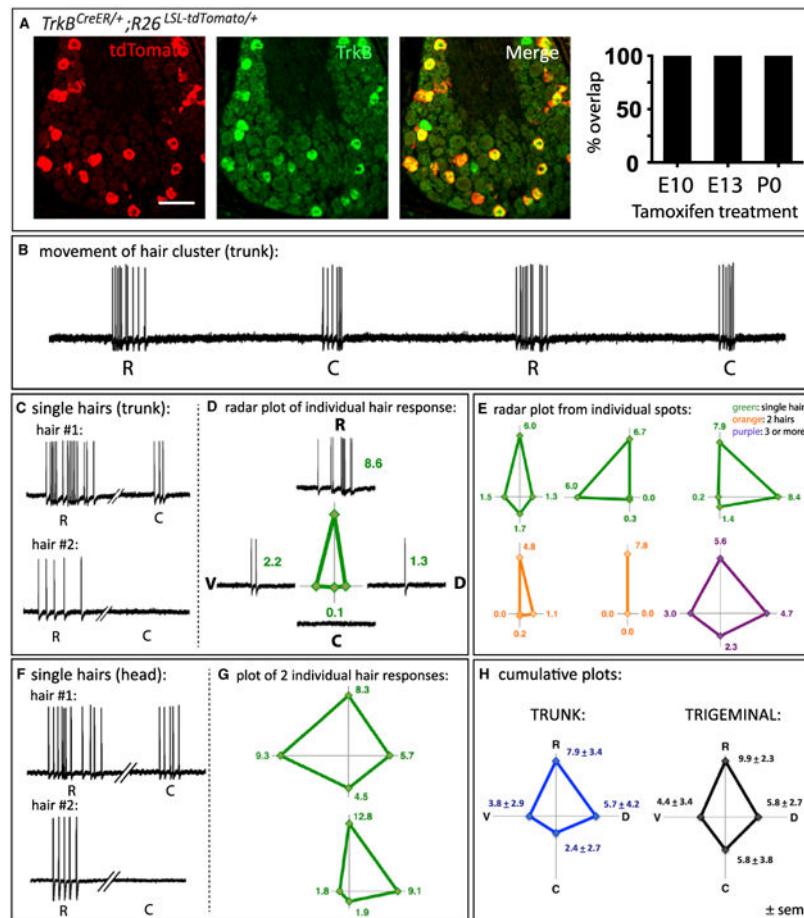 A TrkB^CreER/+;R26^LSL-tdTomato/+
tdTomato
TrkB
Merge
% overlap
100
50
0
E10 E13 P0
Tamoxifen treatment
B movement of hair cluster (trunk):
R C R C
C single hairs (trunk):
hair #1:
R C
hair #2:
R C
D radar plot of individual hair response:
R
8.6
V 2.2 1.3 D
0.1
C
E radar plot from individual spots:
green: single hair
orange: 2 hairs
purple: 3 or more
6.0
1.5 1.3
1.7
6.7
6.0 0.0
0.3
7.9
0.2 8.4
1.4
4.8
0.0 1.1
0.2
7.8
0.0 0.0
0.0
5.6
3.0 4.7
2.3
F single hairs (head):
hair #1:
R C
hair #2:
R C
G plot of 2 individual hair responses:
8.3
9.3 5.7
4.5
12.8
1.8 9.1
1.9
H cumulative plots:
TRUNK:
R
7.9 ± 3.4
3.8 ± 2.9 5.7 ± 4.2
V D
2.4 ± 2.7
C
TRIGEMINAL:
R
9.9 ± 2.3
4.4 ± 3.4 5.8 ± 2.7
V D
5.8 ± 3.8
C
± sem